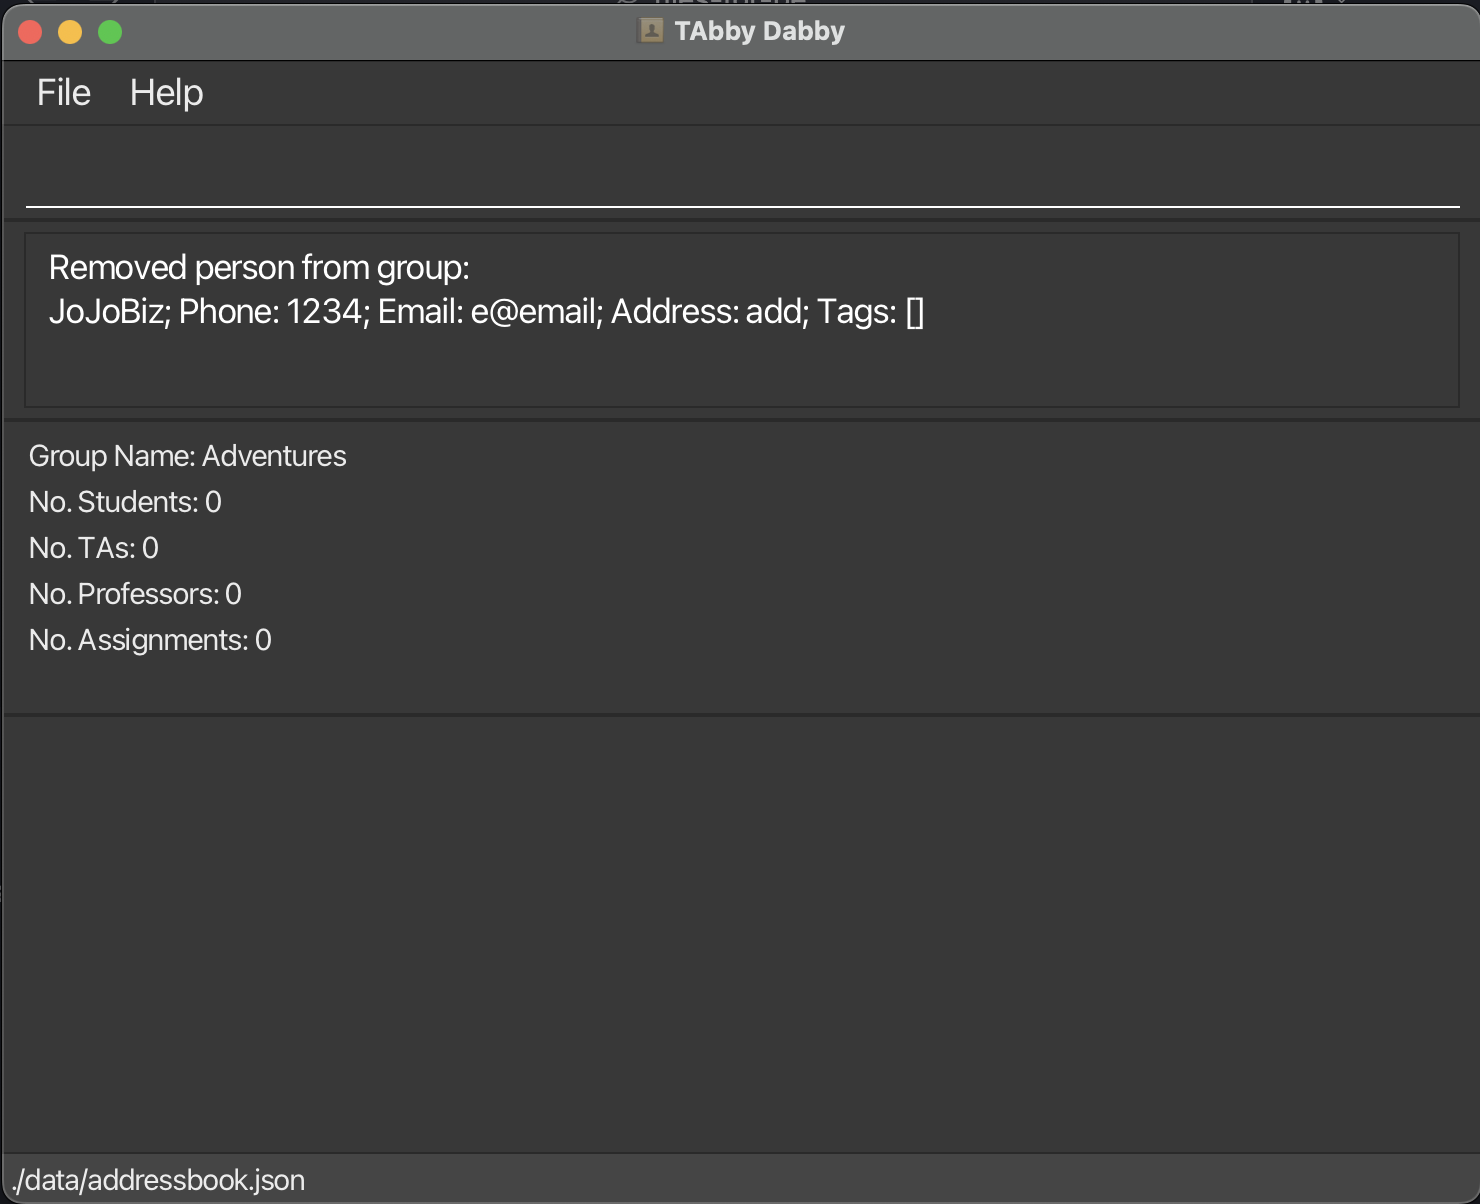 TAbby Dabby
File Help
Removed person from group:
JoJoBiz; Phone: 1234; Email: e@email; Address: add; Tags: []
Group Name: Adventures
No. Students: 0
No. TAs: 0
No. Professors: 0
No. Assignments: 0
./data/addressbook.json